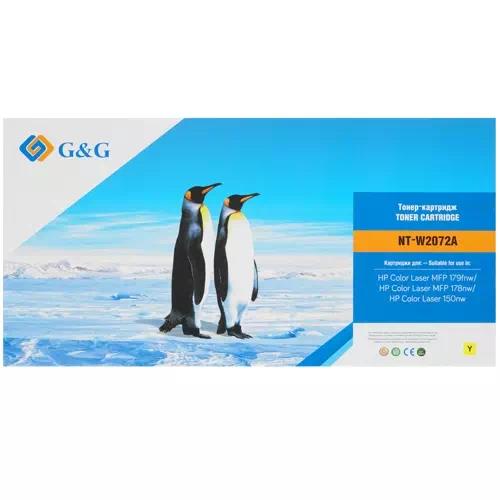 G&G
Тонер-картридж
TONER CARTRIDGE
NT-W2072A
Картриджи для: – Suitable for use in:
HP Color Laser MFP 179fnw/
HP Color Laser MFP 178nw/
HP Color Laser 150nw
CE
Y